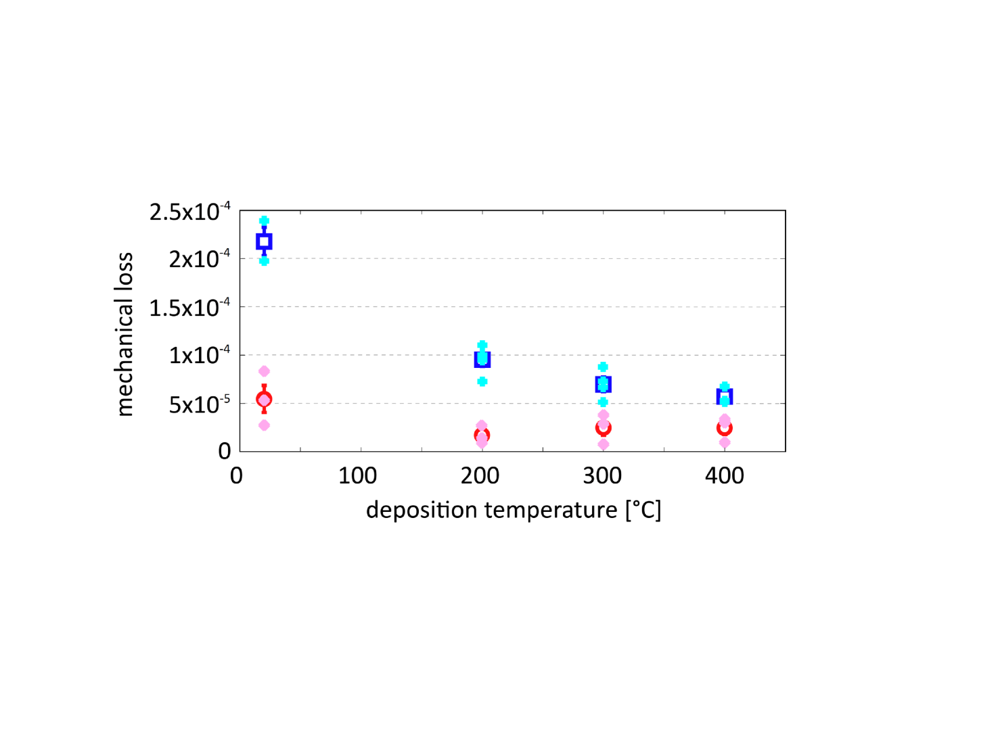 2.5x10⁻⁴
2x10⁻⁴
1.5x10⁻⁴
1x10⁻⁴
5x10⁻⁵
0
mechanical loss
0 100 200 300 400
deposition temperature [°C]